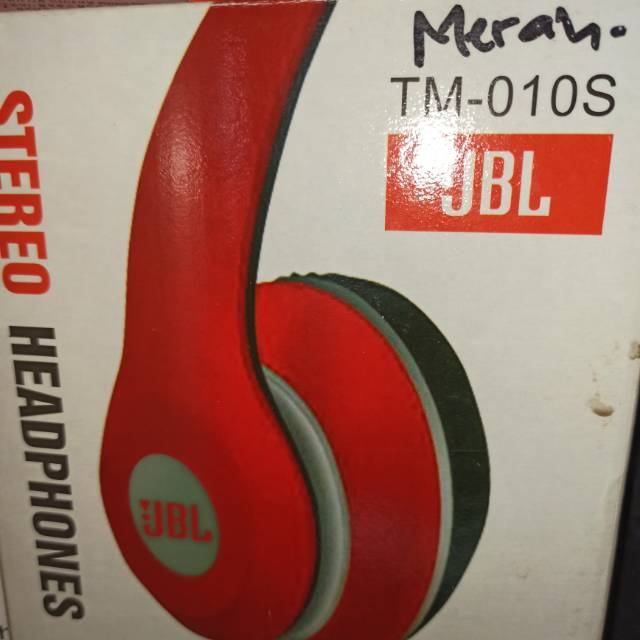 Merah.
TM-010S
JBL
STEREO HEADPHONES
JBL